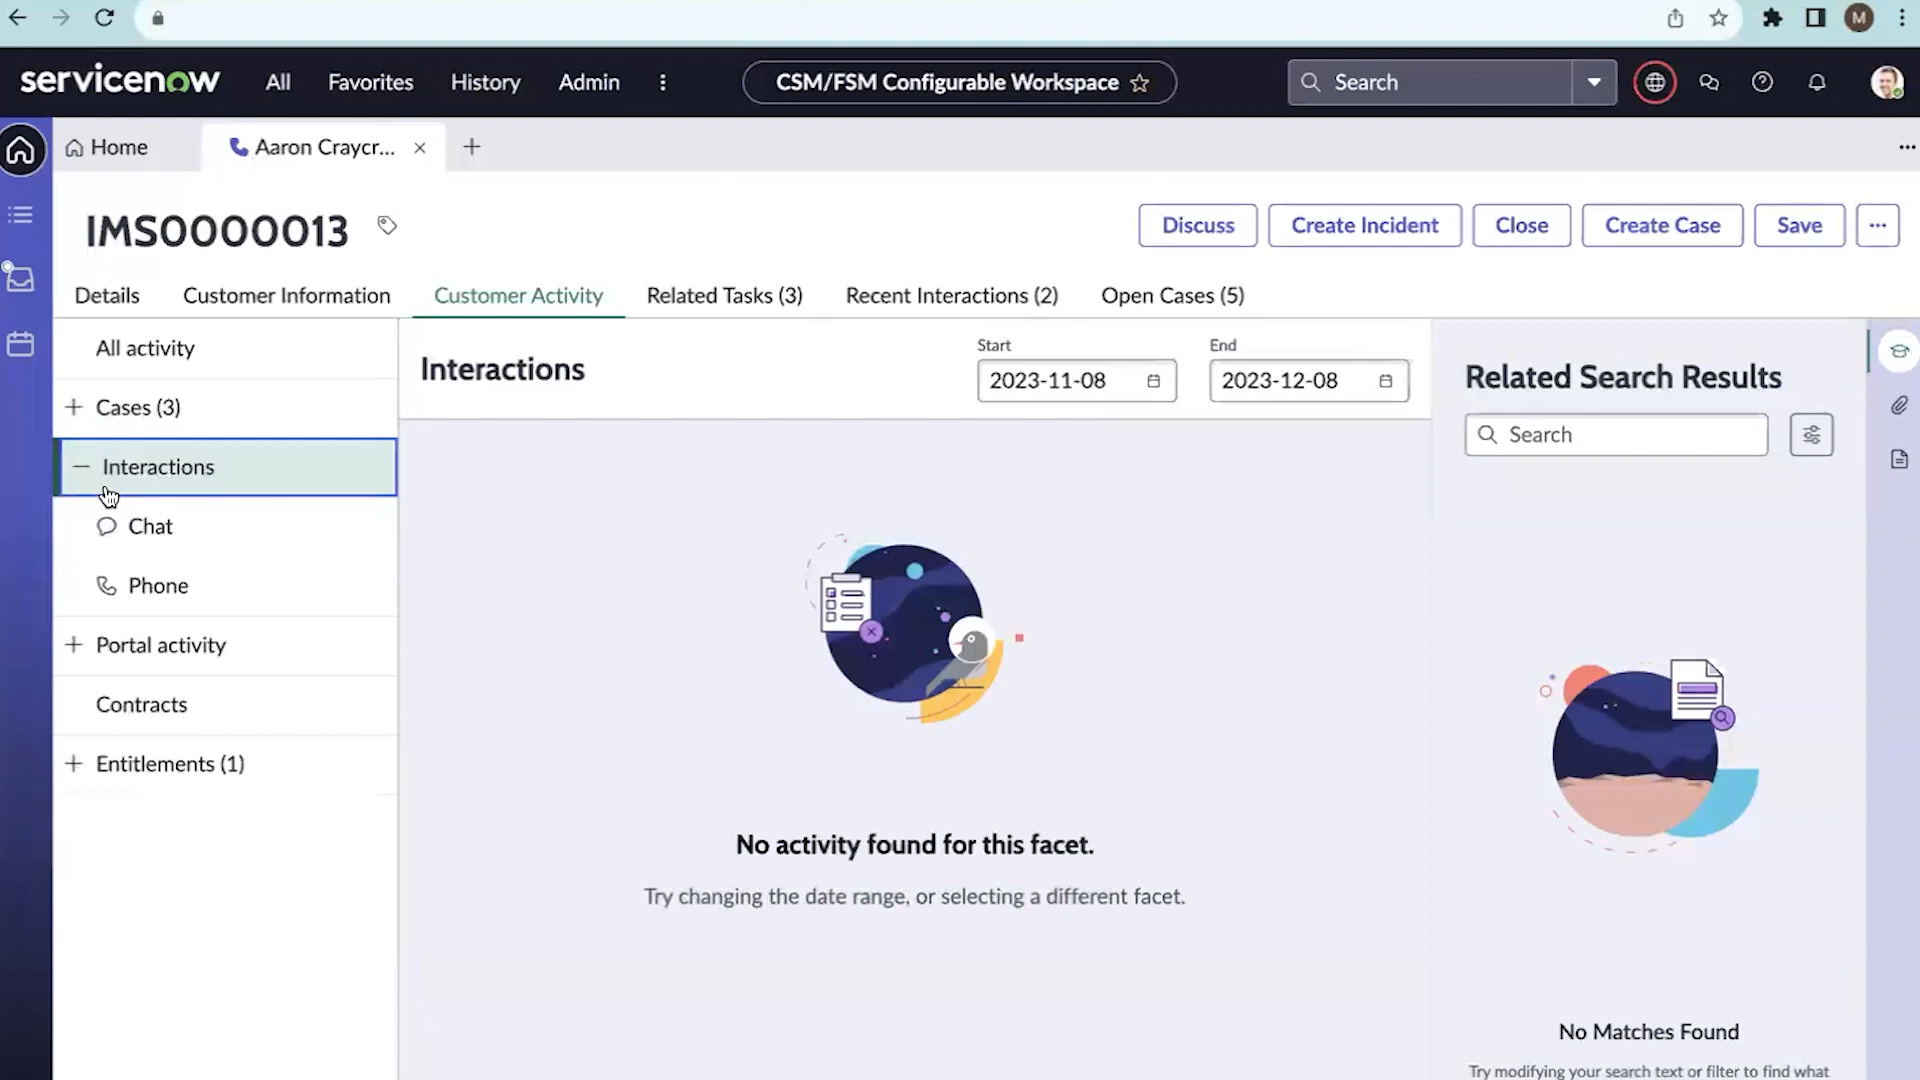 M
servicenow
All
Favorites
History
Admin
CSM/FSM Configurable Workspace
Search
Home
Aaron Craycr...
IMS0000013
Discuss
Create Incident
Close
Create Case
Save
Details
Customer Information
Customer Activity
Related Tasks (3)
Recent Interactions (2)
Open Cases (5)
All activity
Cases (3)
Interactions
Chat
Phone
Portal activity
Contracts
Entitlements (1)
Interactions
Start
2023-11-08
End
2023-12-08
No activity found for this facet.
Try changing the date range, or selecting a different facet.
Related Search Results
Search
No Matches Found
Try modifying your search text or filter to find what